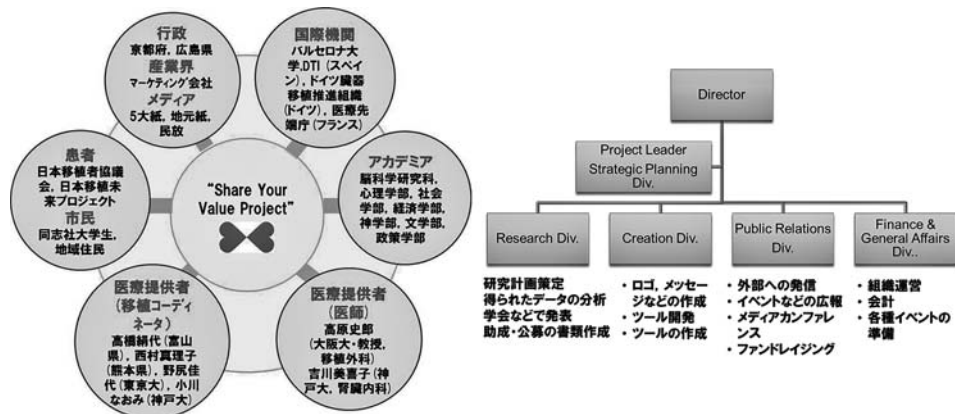 行政
京都府, 広島県
産業界
マーケティング会社
メディア
5大紙, 地元紙,
民放
国際機関
バルセロナ大
学,DTI (スペイ
ン), ドイツ臓器
移植推進組織
(ドイツ), 医療先
端庁 (フランス)
患者
日本移植者協議
会, 日本移植未
来プロジェクト
市民
同志社大学生,
地域住民
“Share Your
Value Project”
アカデミア
脳科学研究科,
心理学部, 社会
学部, 経済学部,
神学部, 文学部,
政策学部
医療提供者
(移植コーディ
ネータ)
高橋絹代 (富山
県), 西村真理子
(熊本県), 野尻佳
代 (東京大), 小川
なおみ (神戸大)
医療提供者
(医師)
高原史郎
(大阪大・教授,
移植外科)
吉川美喜子 (神
戸大, 腎臓内科)
Director
Project Leader
Strategic Planning
Div.
Research Div.
研究計画策定
得られたデータの分析
学会などで発表
助成・公募の書類作成
Creation Div.
・ ロゴ, メッセー
ジなどの作成
・ ツール開発
・ ツールの作成
Public Relations
Div.
・ 外部への発信
・ イベントなどの広報
・ メディアカンファレ
ンス
・ ファンドレイジング
Finance &
General Affairs
Div..
・ 組織運営
・ 会計
・ 各種イベントの
準備